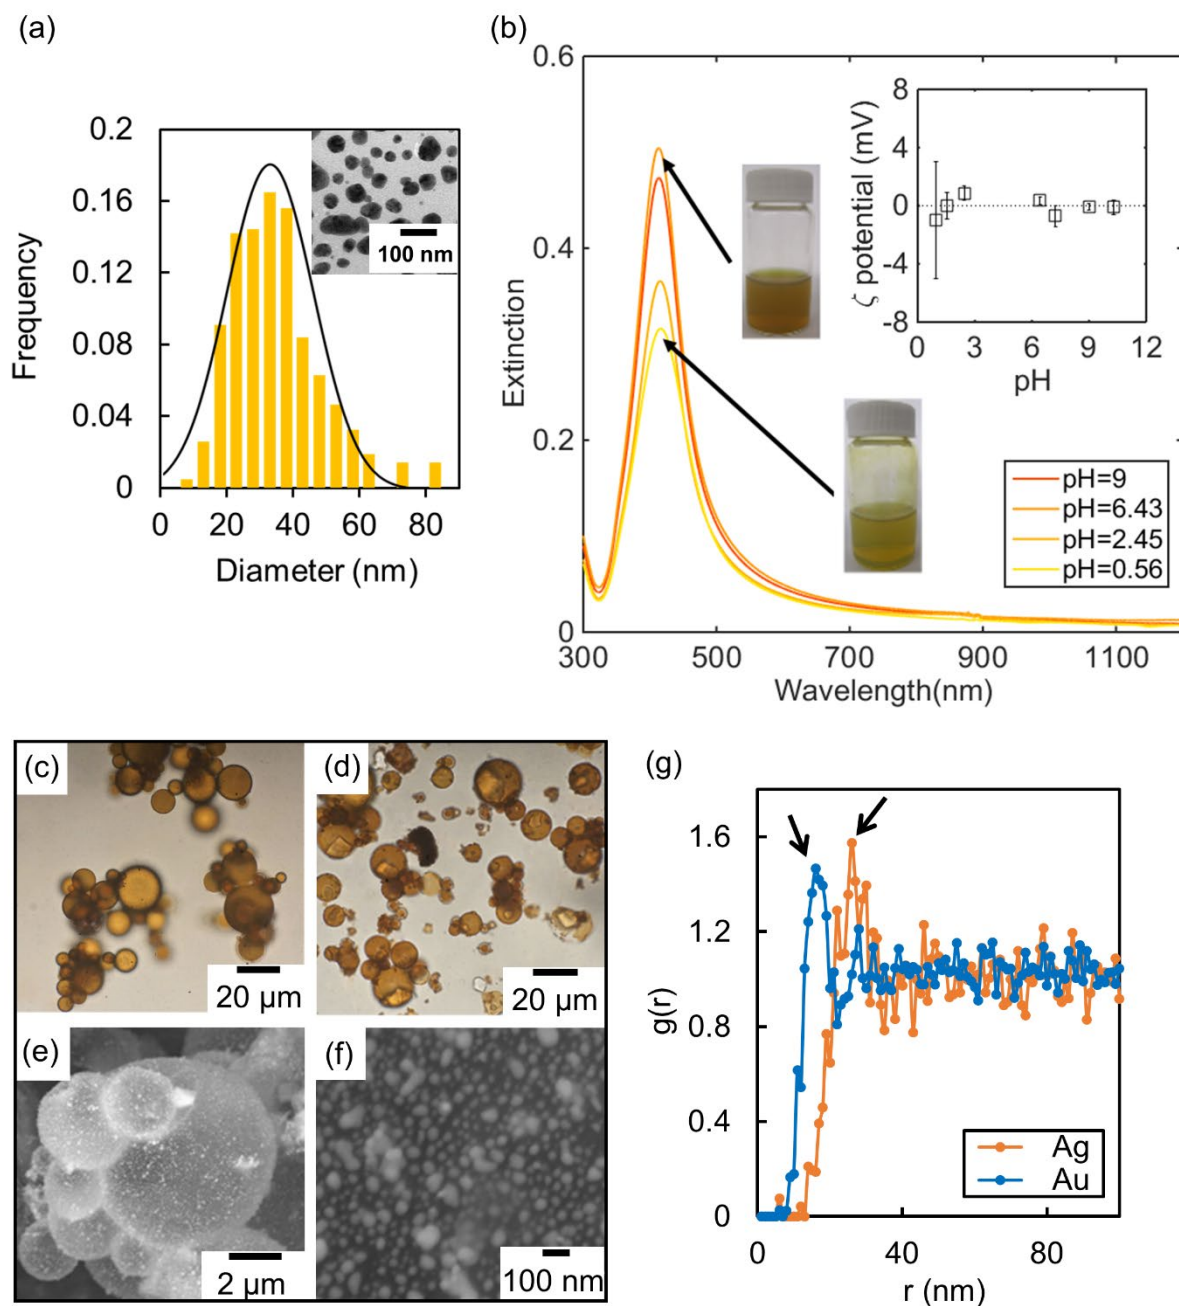 (a)
Frequency
0.2
0.16
0.12
0.08
0.04
0
0 20 40 60 80
Diameter (nm)
100 nm
(b)
Extinction
0.6
0.4
0.2
0
300 500 700 900 1100
Wavelength(nm)
ζ potential (mV)
8
4
0
-4
-8
0 3 6 9 12
pH
pH=9
pH=6.43
pH=2.45
pH=0.56
(c)
20 µm
(d)
20 µm
(e)
2 µm
(f)
100 nm
(g)
g(r)
1.6
1.2
0.8
0.4
0
0 40 80
r (nm)
Ag
Au